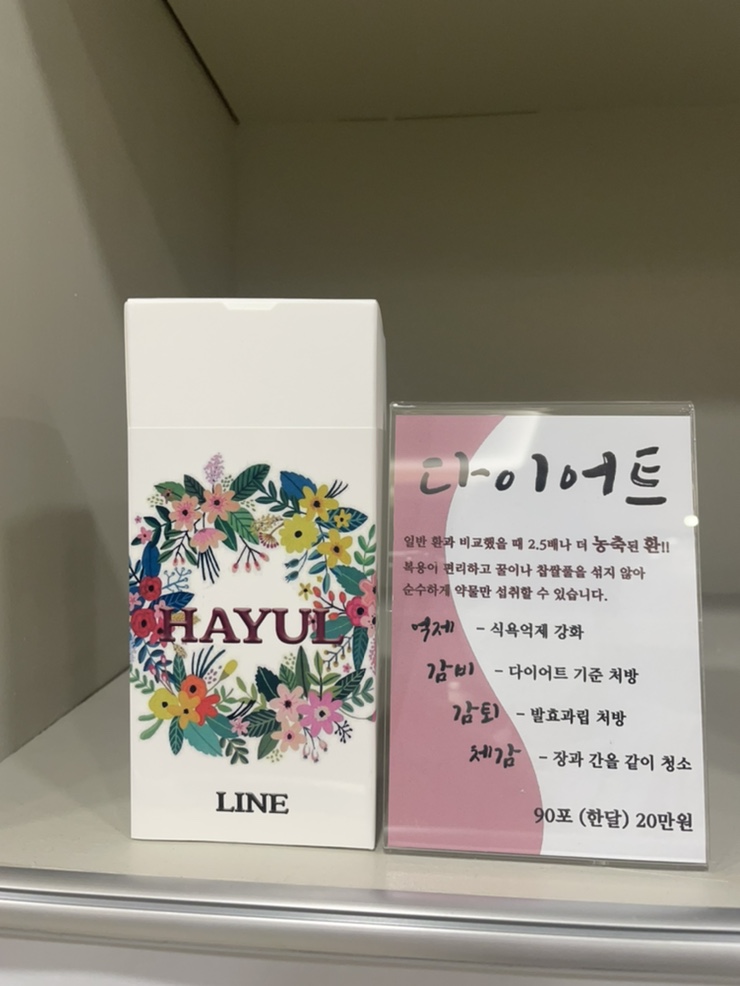 HAYUL
LINE
다이어트
일반 환과 비교했을 때 2.5배나 더 농축된 환!!
복용이 편리하고 꿀이나 찹쌀풀을 섞지 않아
순수하게 약물만 섭취할 수 있습니다.
억제 - 식욕억제 강화
감비 - 다이어트 기준 처방
감퇴 - 발효과립 처방
체감 - 장과 간을 같이 청소
90포 (한달) 20만원